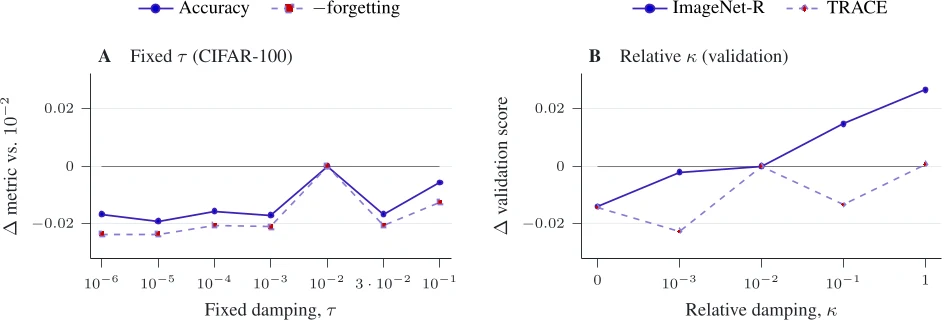 Accuracy −forgetting
ImageNet-R TRACE
A Fixed τ (CIFAR-100)
B Relative κ (validation)
Δ metric vs. 10⁻²
0.02
0
−0.02
10⁻⁶ 10⁻⁵ 10⁻⁴ 10⁻³ 10⁻² 3 · 10⁻² 10⁻¹
Fixed damping, τ
Δ validation score
0.02
0
−0.02
0 10⁻³ 10⁻² 10⁻¹ 1
Relative damping, κ